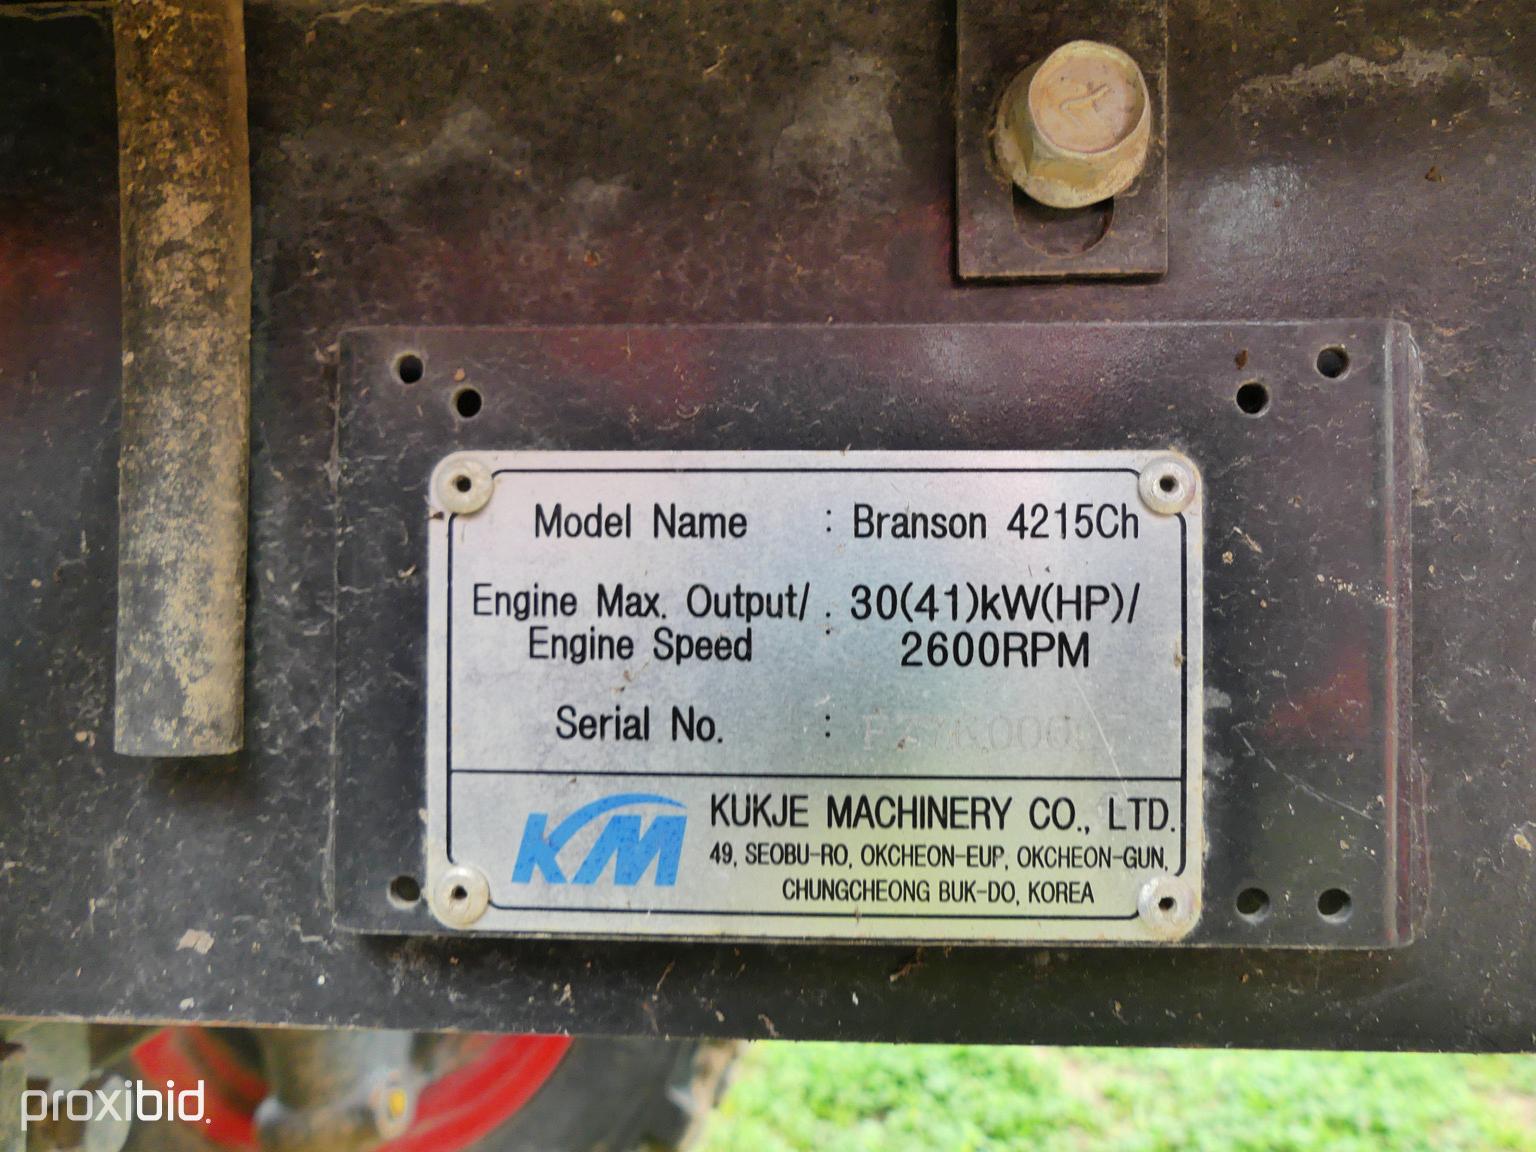 Model Name : Branson 4215Ch
Engine Max. Output/ : 30(41)kW(HP)/
Engine Speed 2600RPM
Serial No. :
KM KUKJE MACHINERY CO., LTD.
49, SEOBU-RO, OKCHEON-EUP, OKCHEON-GUN,
CHUNGCHEONG BUK-DO, KOREA
proxibid.